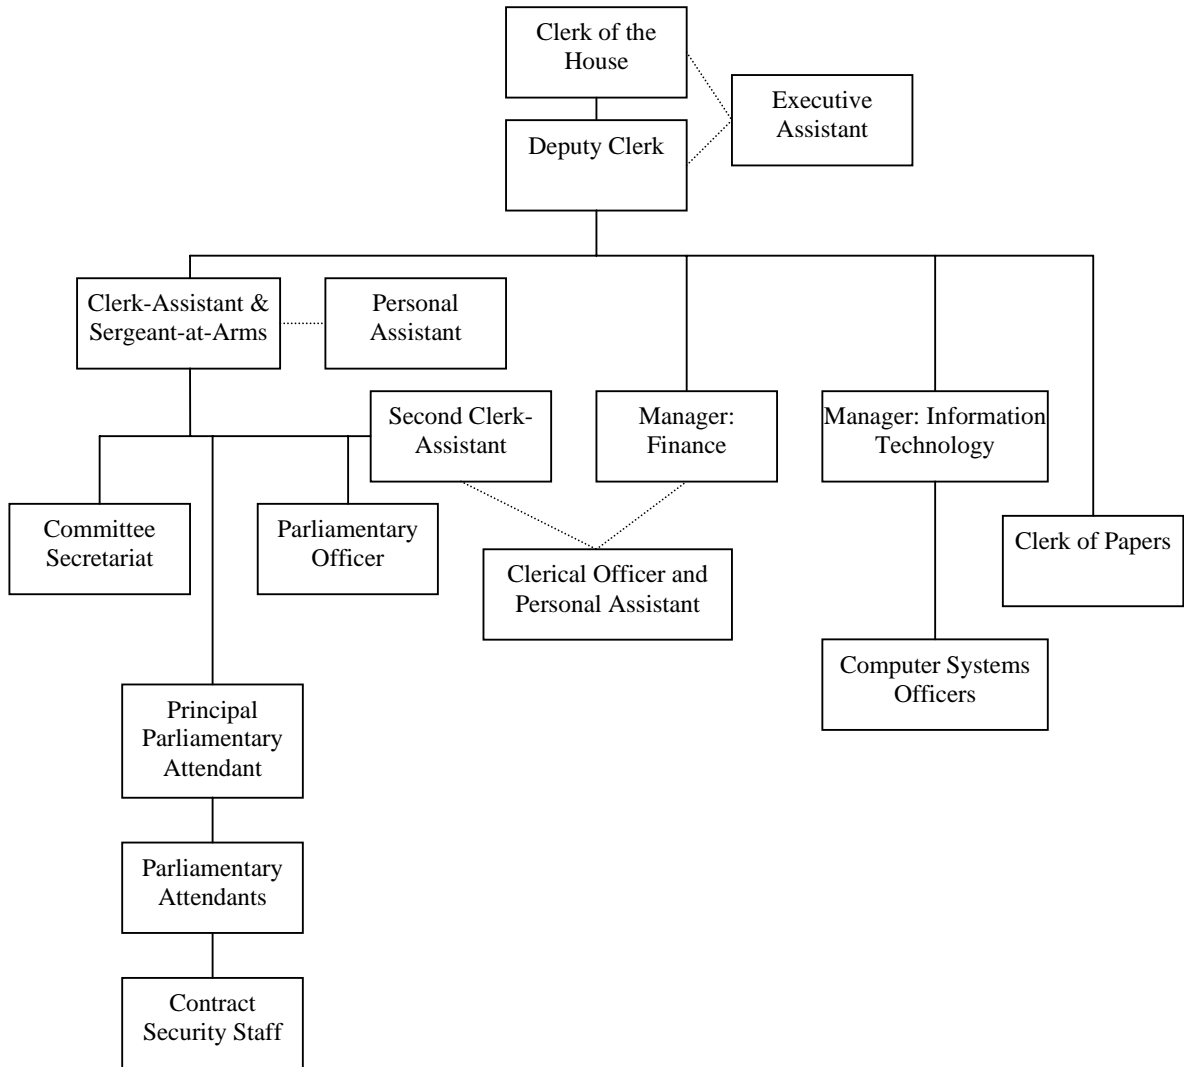 Clerk of the
House
Executive
Assistant
Deputy Clerk
Clerk-Assistant &
Sergeant-at-Arms
Personal
Assistant
Second Clerk-
Assistant
Manager:
Finance
Manager: Information
Technology
Committee
Secretariat
Parliamentary
Officer
Clerical Officer and
Personal Assistant
Clerk of Papers
Computer Systems
Officers
Principal
Parliamentary
Attendant
Parliamentary
Attendants
Contract
Security Staff